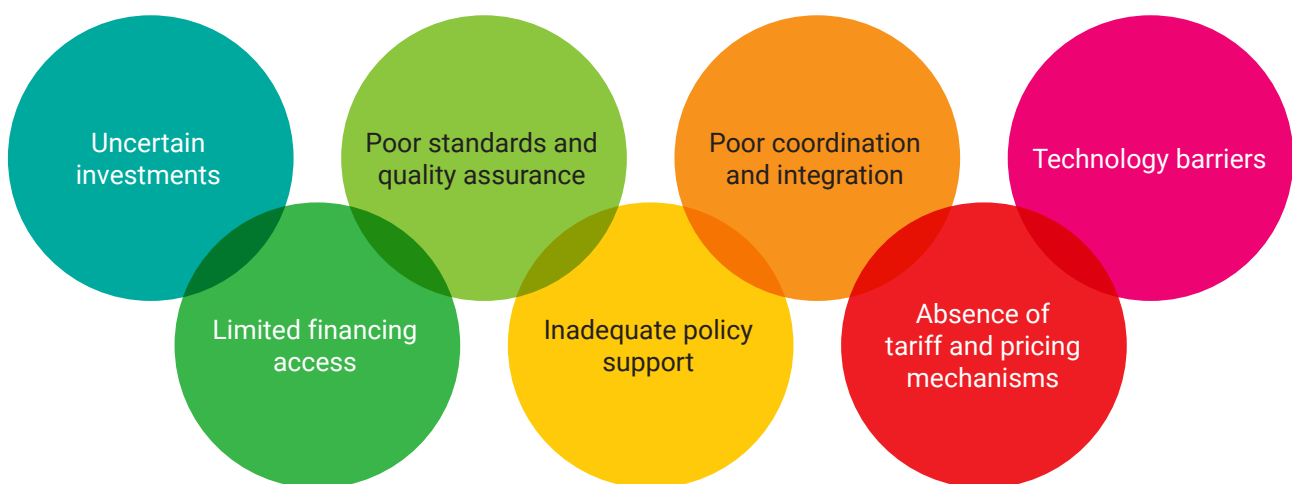 Uncertain
investments
Poor standards and
quality assurance
Poor coordination
and integration
Technology barriers
Limited financing
access
Inadequate policy
support
Absence of
tariff and pricing
mechanisms